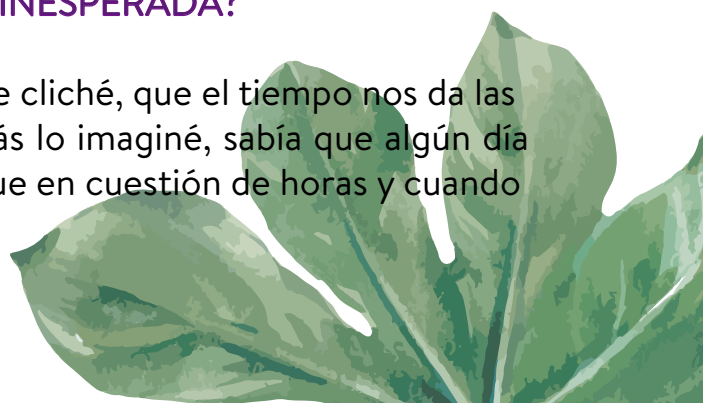 INESPERADA?
e cliché, que el tiempo nos da las
ás lo imaginé, sabía que algún día
ue en cuestión de horas y cuando